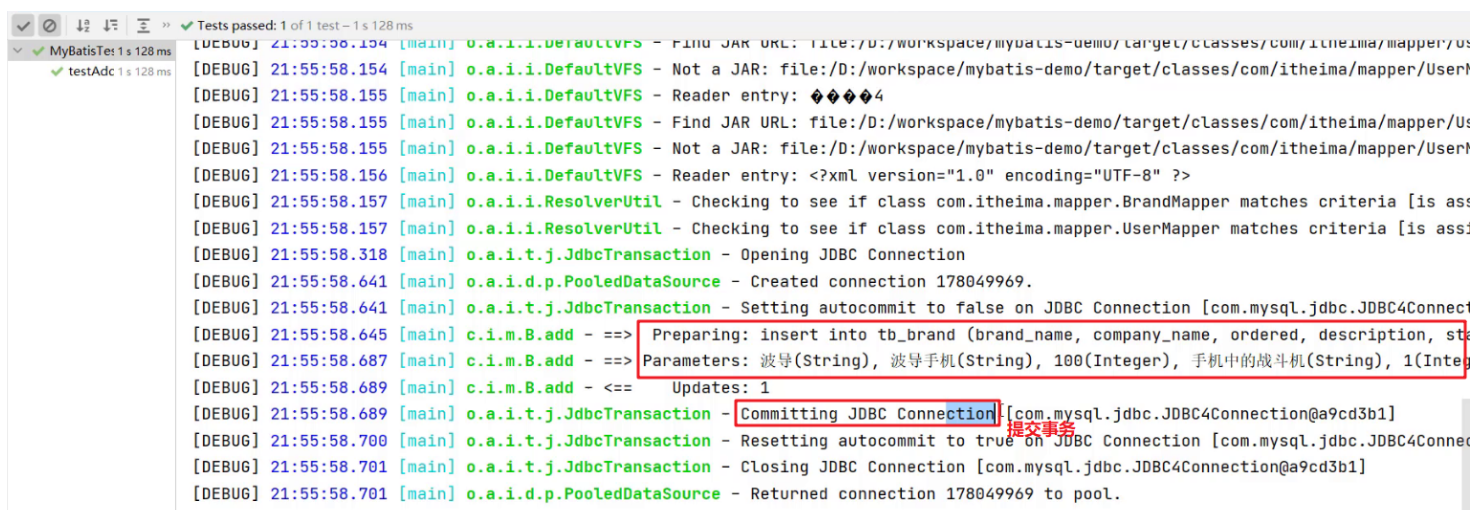 Tests passed: 1 of 1 test – 1 s 128 ms
MyBatisTes 1 s 128 ms
testAdd 1 s 128 ms
[DEBUG] 21:55:58.154 [main] o.a.i.i.DefaultVFS - Find JAR URL: file:/D:/workspace/mybatis-demo/target/classes/com/itheima/mapper/Us
[DEBUG] 21:55:58.154 [main] o.a.i.i.DefaultVFS - Not a JAR: file:/D:/workspace/mybatis-demo/target/classes/com/itheima/mapper/UserM
[DEBUG] 21:55:58.155 [main] o.a.i.i.DefaultVFS - Reader entry: ����4
[DEBUG] 21:55:58.155 [main] o.a.i.i.DefaultVFS - Find JAR URL: file:/D:/workspace/mybatis-demo/target/classes/com/itheima/mapper/Us
[DEBUG] 21:55:58.155 [main] o.a.i.i.DefaultVFS - Not a JAR: file:/D:/workspace/mybatis-demo/target/classes/com/itheima/mapper/UserM
[DEBUG] 21:55:58.156 [main] o.a.i.i.DefaultVFS - Reader entry: <?xml version="1.0" encoding="UTF-8" ?>
[DEBUG] 21:55:58.157 [main] o.a.i.i.ResolverUtil - Checking to see if class com.itheima.mapper.BrandMapper matches criteria [is ass
[DEBUG] 21:55:58.157 [main] o.a.i.i.ResolverUtil - Checking to see if class com.itheima.mapper.UserMapper matches criteria [is assi
[DEBUG] 21:55:58.318 [main] o.a.i.t.j.JdbcTransaction - Opening JDBC Connection
[DEBUG] 21:55:58.641 [main] o.a.i.d.p.PooledDataSource - Created connection 178049969.
[DEBUG] 21:55:58.641 [main] o.a.i.t.j.JdbcTransaction - Setting autocommit to false on JDBC Connection [com.mysql.jdbc.JDBC4Connect
[DEBUG] 21:55:58.645 [main] c.i.m.B.add - ==>  Preparing: insert into tb_brand (brand_name, company_name, ordered, description, sta
[DEBUG] 21:55:58.687 [main] c.i.m.B.add - ==> Parameters: 波导(String), 波导手机(String), 100(Integer), 手机中的战斗机(String), 1(Integ
[DEBUG] 21:55:58.689 [main] c.i.m.B.add - <==    Updates: 1
[DEBUG] 21:55:58.689 [main] o.a.i.t.j.JdbcTransaction - Committing JDBC Connection [com.mysql.jdbc.JDBC4Connection@a9cd3b1]
提交事务
[DEBUG] 21:55:58.700 [main] o.a.i.t.j.JdbcTransaction - Resetting autocommit to true on JDBC Connection [com.mysql.jdbc.JDBC4Connec
[DEBUG] 21:55:58.701 [main] o.a.i.t.j.JdbcTransaction - Closing JDBC Connection [com.mysql.jdbc.JDBC4Connection@a9cd3b1]
[DEBUG] 21:55:58.701 [main] o.a.i.d.p.PooledDataSource - Returned connection 178049969 to pool.